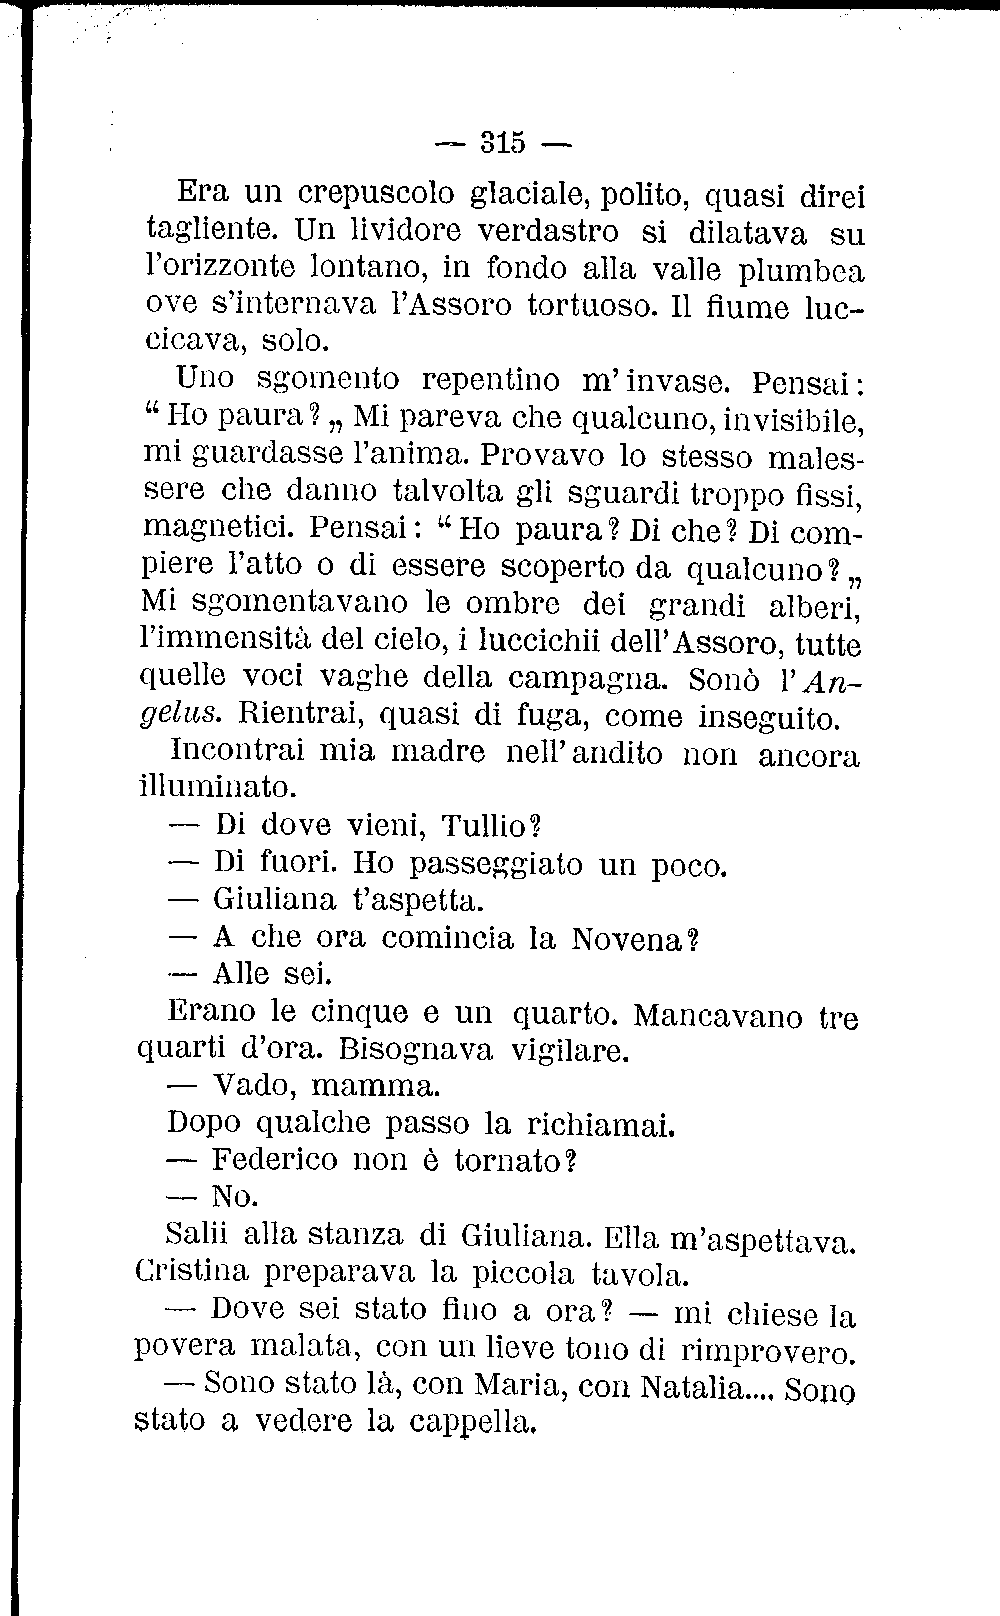 — 315 —
Era un crepuscolo glaciale, polito, quasi direi
tagliente. Un lividore verdastro si dilatava su
l'orizzonte lontano, in fondo alla valle plumbea
ove s'internava l'Assoro tortuoso. Il fiume luc-
cicava, solo.
Uno sgomento repentino m'invase. Pensai:
“ Ho paura? „ Mi pareva che qualcuno, invisibile,
mi guardasse l'anima. Provavo lo stesso males-
sere che danno talvolta gli sguardi troppo fissi,
magnetici. Pensai: “ Ho paura? Di che? Di com-
piere l'atto o di essere scoperto da qualcuno? „
Mi sgomentavano le ombre dei grandi alberi,
l'immensità del cielo, i luccichii dell'Assoro, tutte
quelle voci vaghe della campagna. Sonò l'An-
gelus. Rientrai, quasi di fuga, come inseguito.
Incontrai mia madre nell'andito non ancora
illuminato.
— Di dove vieni, Tullio?
— Di fuori. Ho passeggiato un poco.
— Giuliana t'aspetta.
— A che ora comincia la Novena?
— Alle sei.
Erano le cinque e un quarto. Mancavano tre
quarti d'ora. Bisognava vigilare.
— Vado, mamma.
Dopo qualche passo la richiamai.
— Federico non è tornato?
— No.
Salii alla stanza di Giuliana. Ella m'aspettava.
Cristina preparava la piccola tavola.
— Dove sei stato fino a ora? — mi chiese la
povera malata, con un lieve tono di rimprovero.
— Sono stato là, con Maria, con Natalia.... Sono
stato a vedere la cappella.